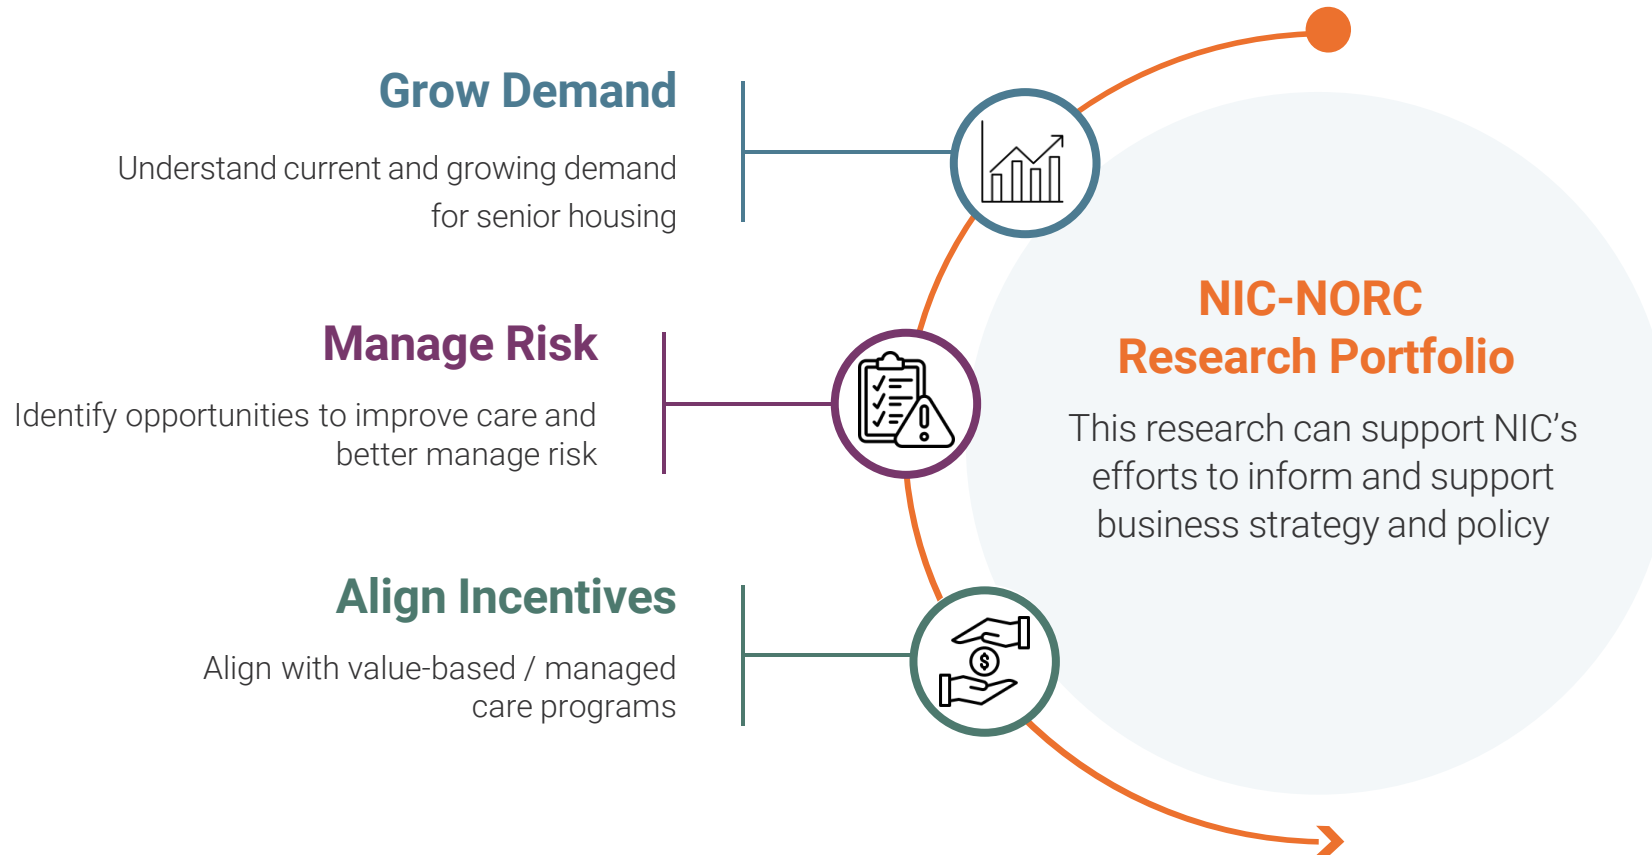 Grow Demand
Understand current and growing demand
for senior housing
Manage Risk
Identify opportunities to improve care and
better manage risk
Align Incentives
Align with value-based / managed
care programs
NIC-NORC
Research Portfolio
This research can support NIC’s
efforts to inform and support
business strategy and policy
$